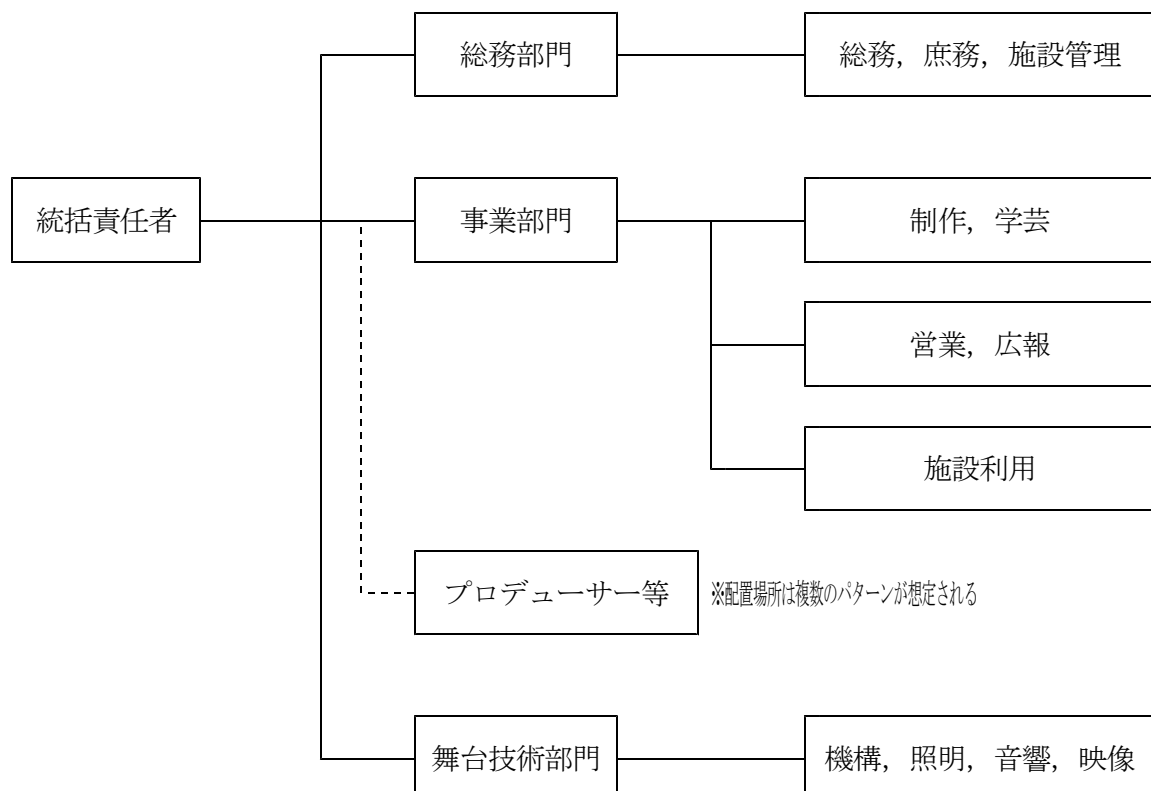 総務部門
総務，庶務，施設管理
統括責任者
事業部門
制作，学芸
営業，広報
施設利用
プロデューサー等
※配置場所は複数のパターンが想定される
舞台技術部門
機構，照明，音響，映像